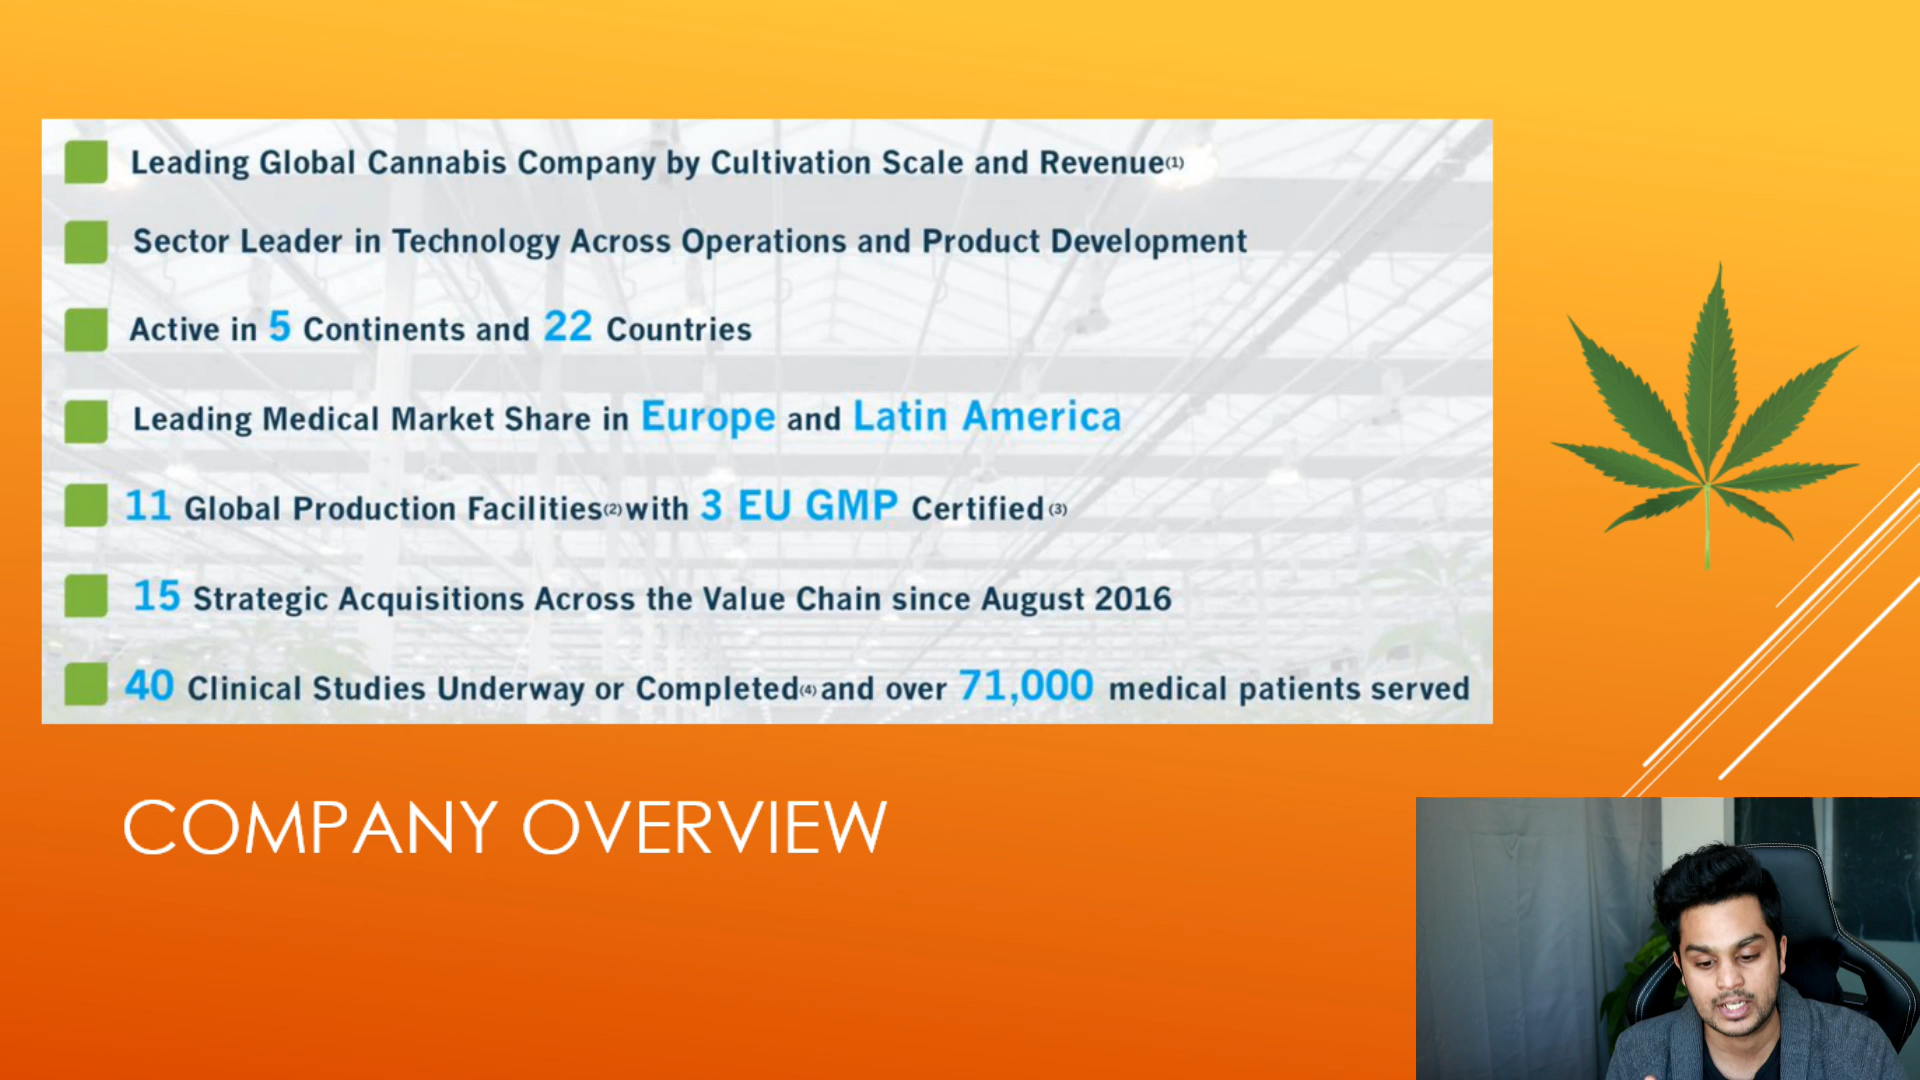 Leading Global Cannabis Company by Cultivation Scale and Revenue(1)
Sector Leader in Technology Across Operations and Product Development
Active in 5 Continents and 22 Countries
Leading Medical Market Share in Europe and Latin America
11 Global Production Facilities(2) with 3 EU GMP Certified (3)
15 Strategic Acquisitions Across the Value Chain since August 2016
40 Clinical Studies Underway or Completed(4) and over 71,000 medical patients served
COMPANY OVERVIEW